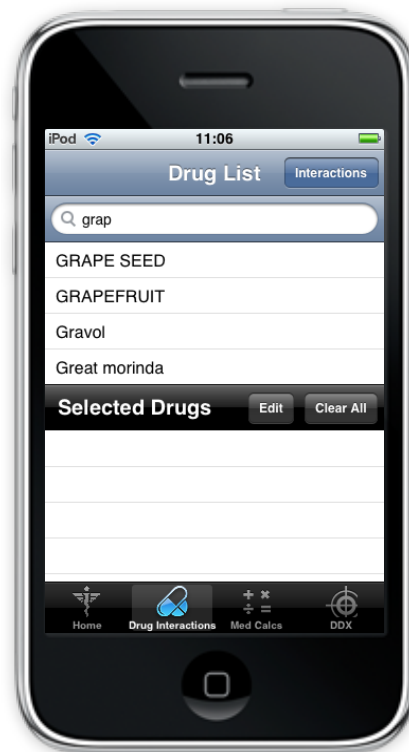 iPod 11:06
Drug List Interactions
grap
GRAPE SEED
GRAPEFRUIT
Gravol
Great morinda
Selected Drugs Edit Clear All
Home Drug Interactions Med Calcs DDX